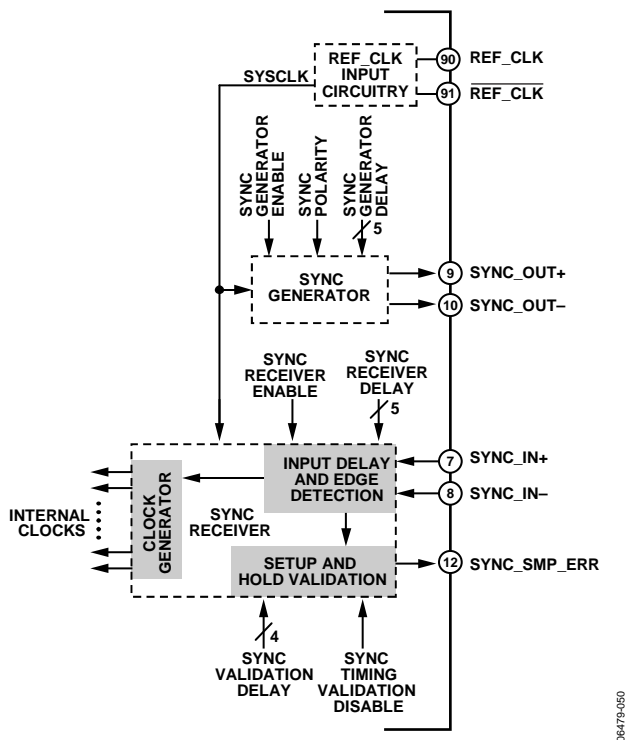 REF_CLK
INPUT
CIRCUITRY
90 REF_CLK
91 REF_CLK
SYSCLK
SYNC
GENERATOR
ENABLE
SYNC
POLARITY
SYNC
GENERATOR
DELAY
5
SYNC
GENERATOR
9 SYNC_OUT+
10 SYNC_OUT–
SYNC
RECEIVER
ENABLE
SYNC
RECEIVER
DELAY
5
INPUT DELAY
AND EDGE
DETECTION
7 SYNC_IN+
8 SYNC_IN–
INTERNAL
CLOCKS
CLOCK
GENERATOR
SYNC
RECEIVER
SETUP AND
HOLD VALIDATION
12 SYNC_SMP_ERR
4
SYNC
VALIDATION
DELAY
SYNC
TIMING
VALIDATION
DISABLE
06479-050